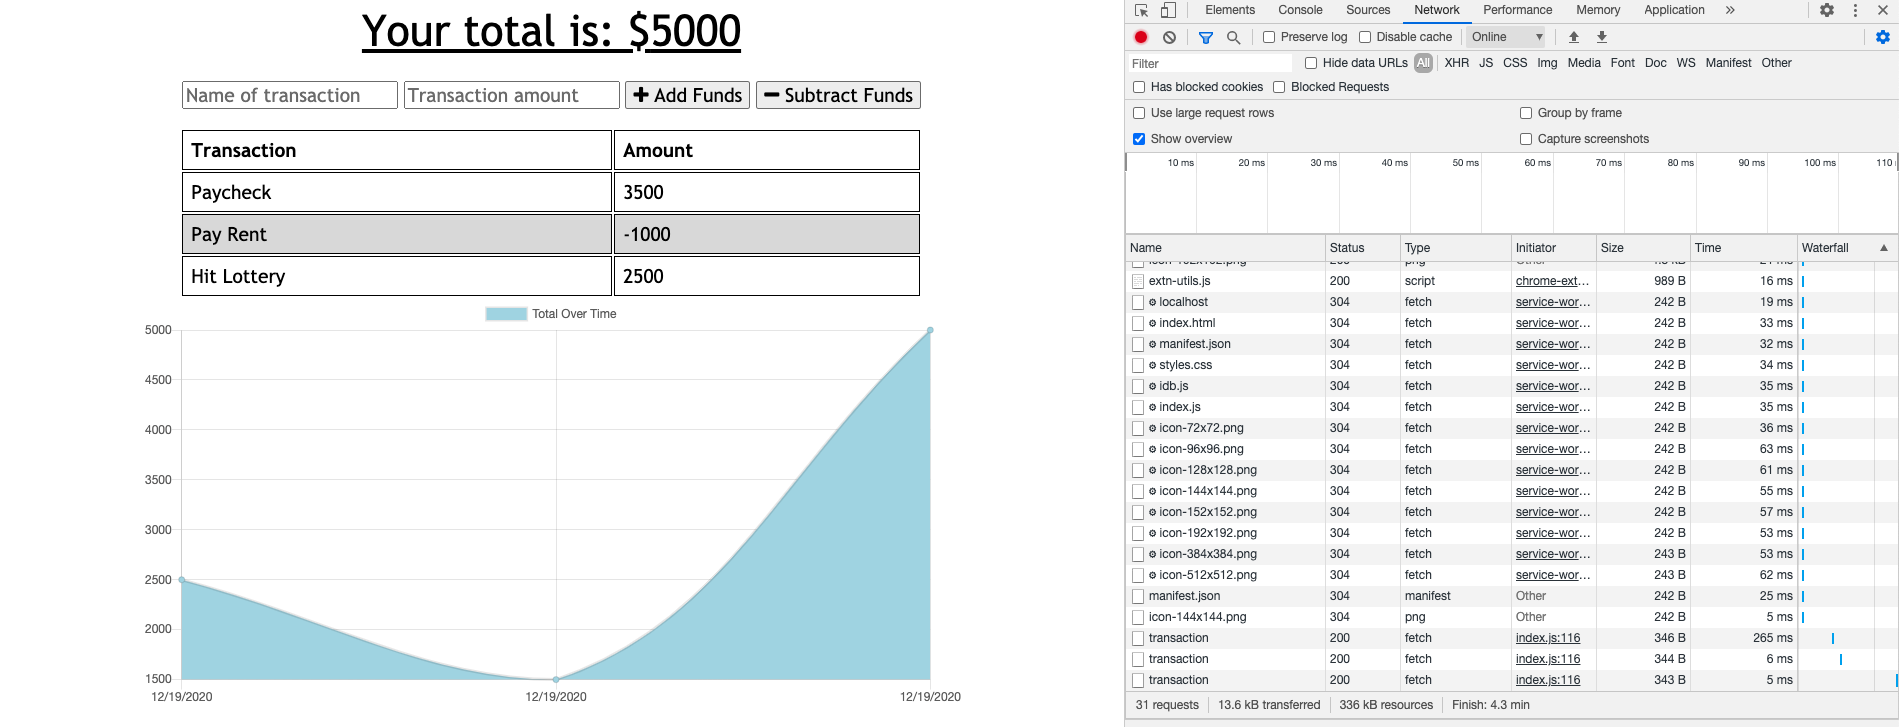 Your total is: $5000
Name of transaction Transaction amount + Add Funds − Subtract Funds
Transaction Amount
Paycheck 3500
Pay Rent -1000
Hit Lottery 2500
Total Over Time
5000
4500
4000
3500
3000
2500
2000
1500
12/19/2020 12/19/2020 12/19/2020
Elements Console Sources Network Performance Memory Application »
Preserve log Disable cache Online
Filter Hide data URLs All XHR JS CSS Img Media Font Doc WS Manifest Other
Has blocked cookies Blocked Requests
Use large request rows Group by frame
Show overview Capture screenshots
10 ms 20 ms 30 ms 40 ms 50 ms 60 ms 70 ms 80 ms 90 ms 100 ms 110
Name Status Type Initiator Size Time Waterfall
extn-utils.js 200 script chrome-ext… 989 B 16 ms
localhost 304 fetch service-wor… 242 B 19 ms
index.html 304 fetch service-wor… 242 B 33 ms
manifest.json 304 fetch service-wor… 242 B 32 ms
styles.css 304 fetch service-wor… 242 B 34 ms
idb.js 304 fetch service-wor… 242 B 35 ms
index.js 304 fetch service-wor… 242 B 35 ms
icon-72x72.png 304 fetch service-wor… 242 B 36 ms
icon-96x96.png 304 fetch service-wor… 242 B 63 ms
icon-128x128.png 304 fetch service-wor… 242 B 61 ms
icon-144x144.png 304 fetch service-wor… 242 B 55 ms
icon-152x152.png 304 fetch service-wor… 242 B 57 ms
icon-192x192.png 304 fetch service-wor… 242 B 53 ms
icon-384x384.png 304 fetch service-wor… 243 B 53 ms
icon-512x512.png 304 fetch service-wor… 243 B 62 ms
manifest.json 304 manifest Other 242 B 25 ms
icon-144x144.png 304 png Other 242 B 5 ms
transaction 200 fetch index.js:116 346 B 265 ms
transaction 200 fetch index.js:116 344 B 6 ms
transaction 200 fetch index.js:116 343 B 5 ms
31 requests 13.6 kB transferred 336 kB resources Finish: 4.3 min